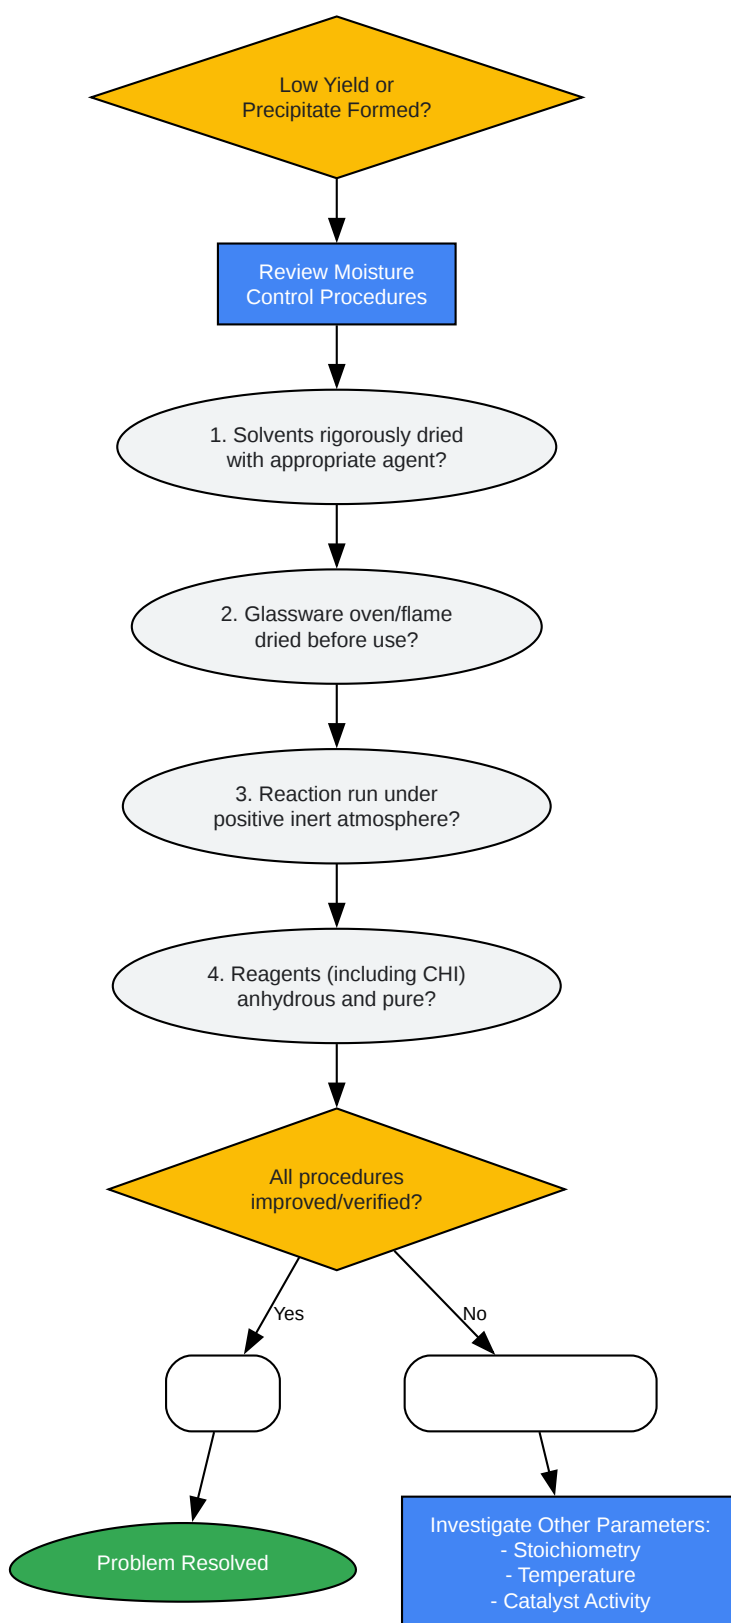 Low Yield or
Precipitate Formed?
Review Moisture
Control Procedures
1. Solvents rigorously dried
with appropriate agent?
2. Glassware oven/flame
dried before use?
3. Reaction run under
positive inert atmosphere?
4. Reagents (including CHI)
anhydrous and pure?
All procedures
improved/verified?
Yes
No
Problem Resolved
Investigate Other Parameters:
- Stoichiometry
- Temperature
- Catalyst Activity